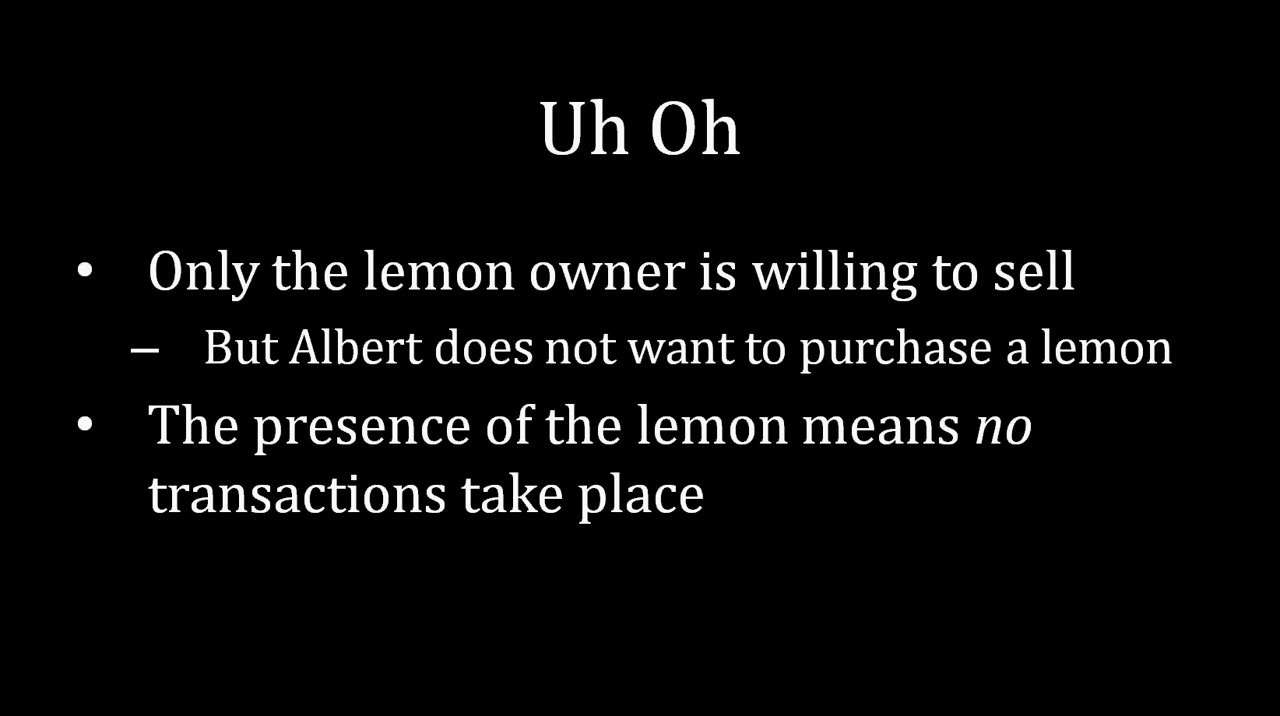 Uh Oh
• Only the lemon owner is willing to sell
– But Albert does not want to purchase a lemon
• The presence of the lemon means no
transactions take place